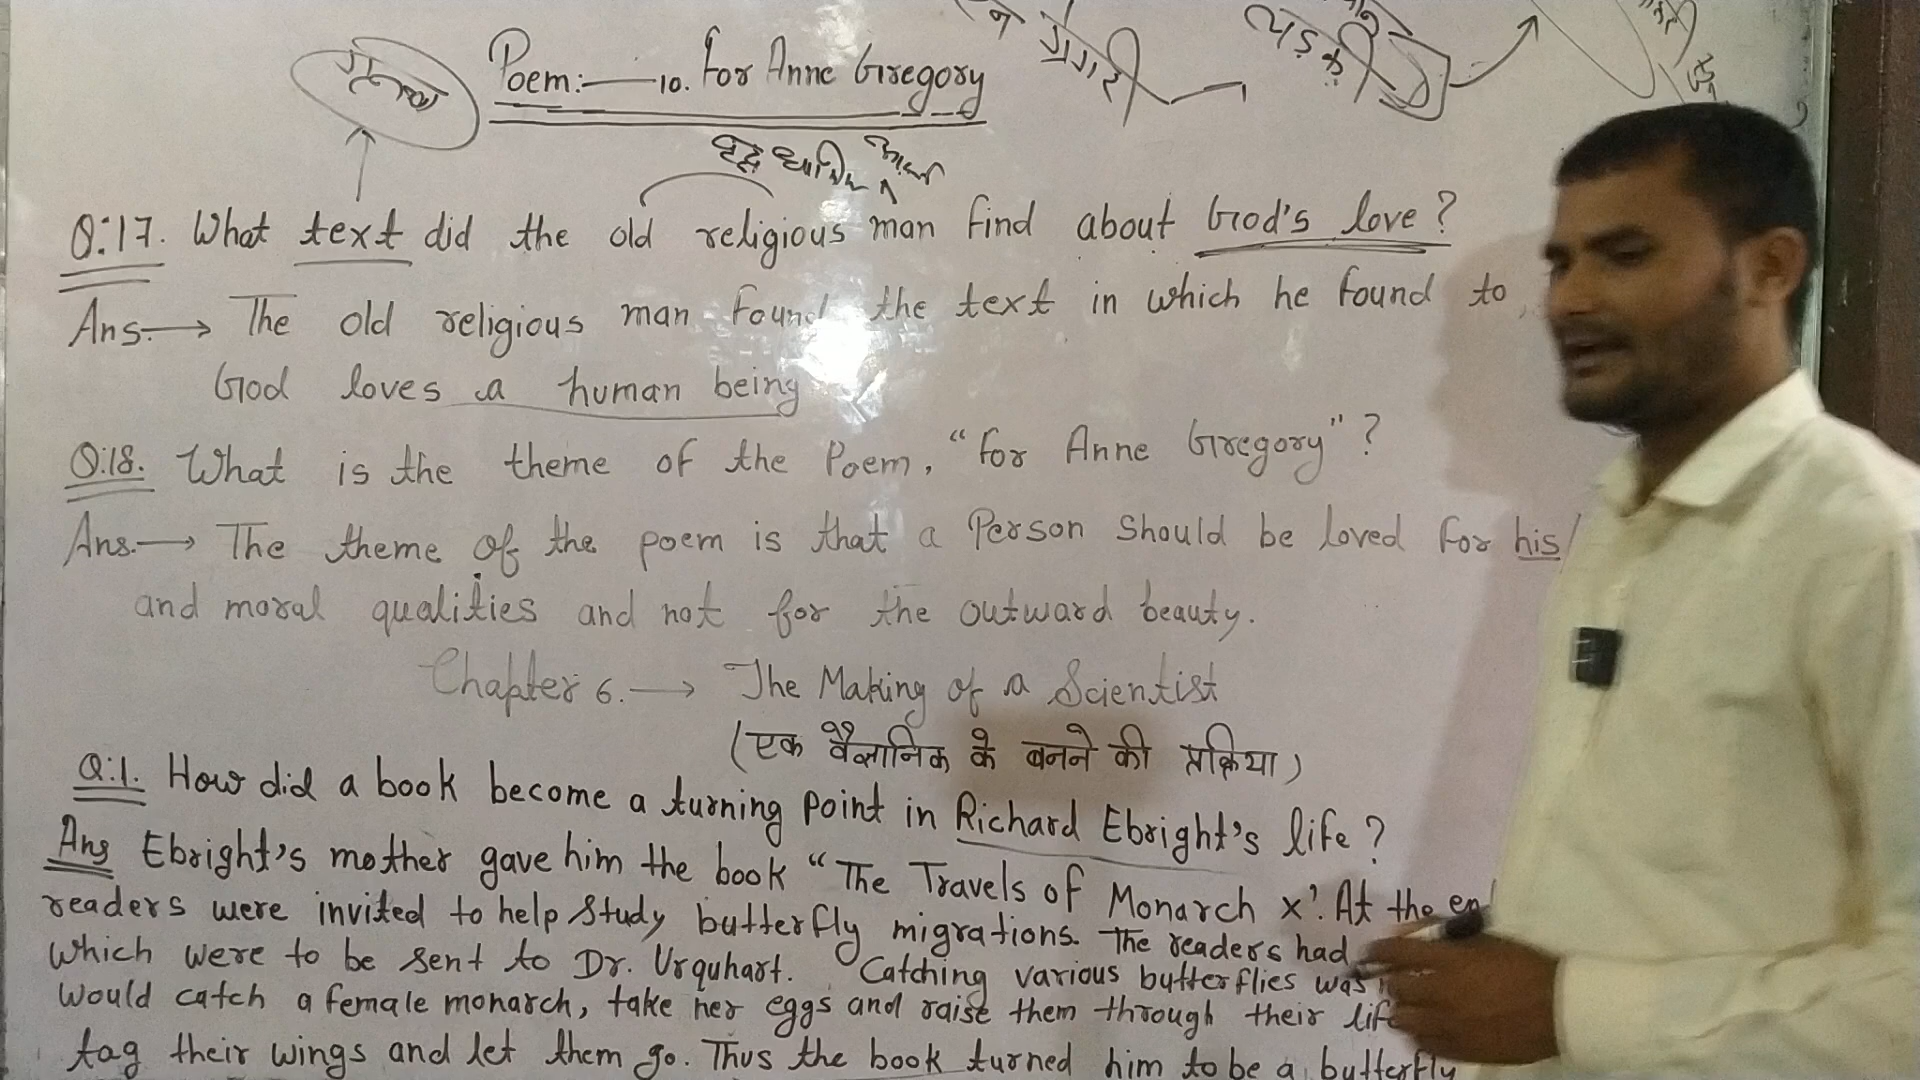 Poem:— 10. For Anne Gregory
Q:17. What text did the old religious man find about God's love?
Ans.→ The old religious man found the text in which he found to
God loves a human being
Q:18. What is the theme of the Poem, "For Anne Gregory"?
Ans.→ The theme of the poem is that a Person Should be loved for his/
and moral qualities and not for the outward beauty.
Chapter 6.→ The Making of a Scientist
(एक वैज्ञानिक के बनने की प्रक्रिया)
Q:1. How did a book become a turning point in Richard Ebright's life?
Ans Ebright's mother gave him the book "The Travels of Monarch x'. At the
readers were invited to help study butterfly migrations. The readers had
which were to be sent to Dr. Urquhart. Catching various butterflies was
would catch a female monarch, take her eggs and raise them through their
tag their wings and let them go. Thus the book turned him to be a butterfly